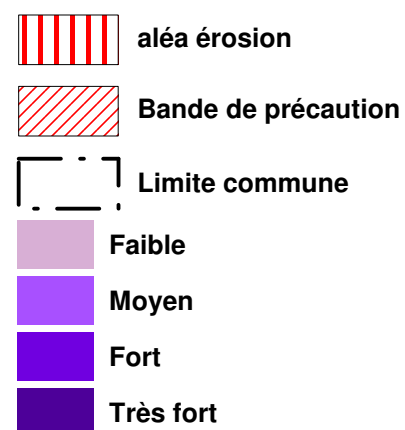 aléa érosion
Bande de précaution
Limite commune
Faible
Moyen
Fort
Très fort